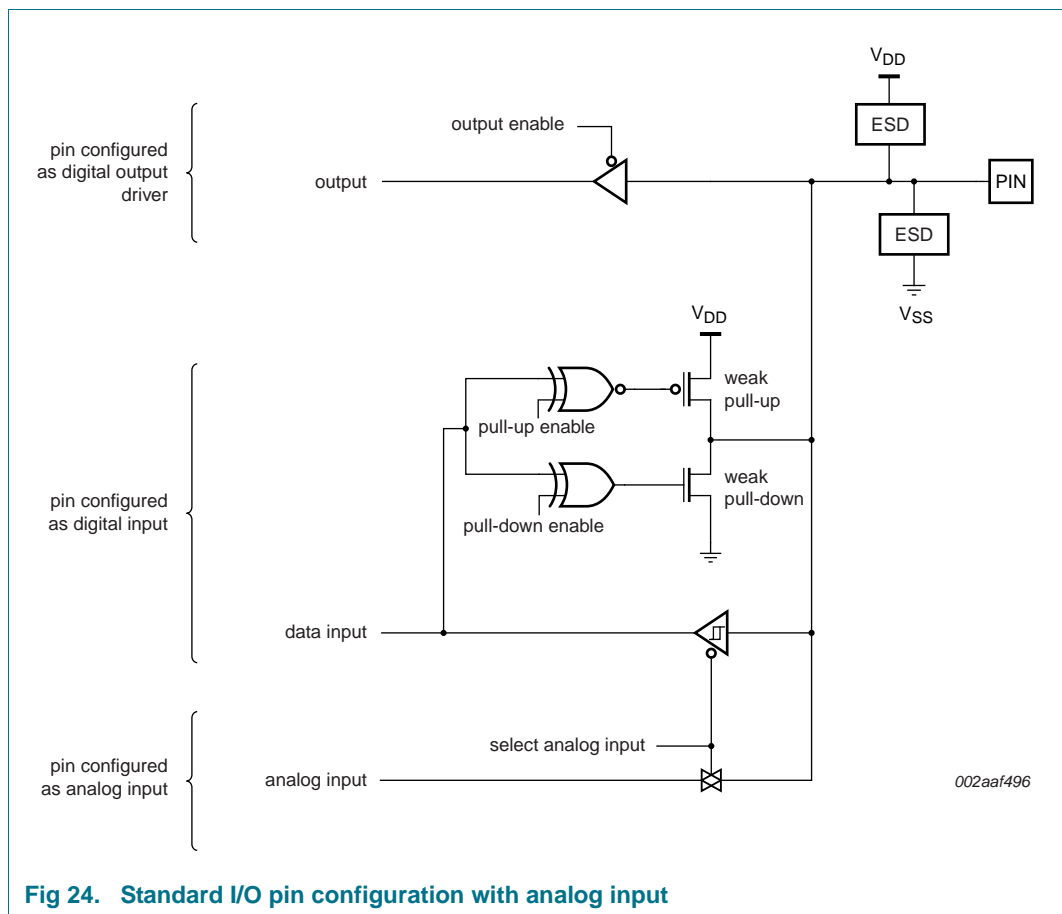 VDD
ESD
pin configured
as digital output
driver
output enable
output
PIN
ESD
VSS
VDD
weak
pull-up
pull-up enable
pin configured
as digital input
weak
pull-down
pull-down enable
data input
select analog input
pin configured
as analog input
analog input
002aaf496
Fig 24. Standard I/O pin configuration with analog input